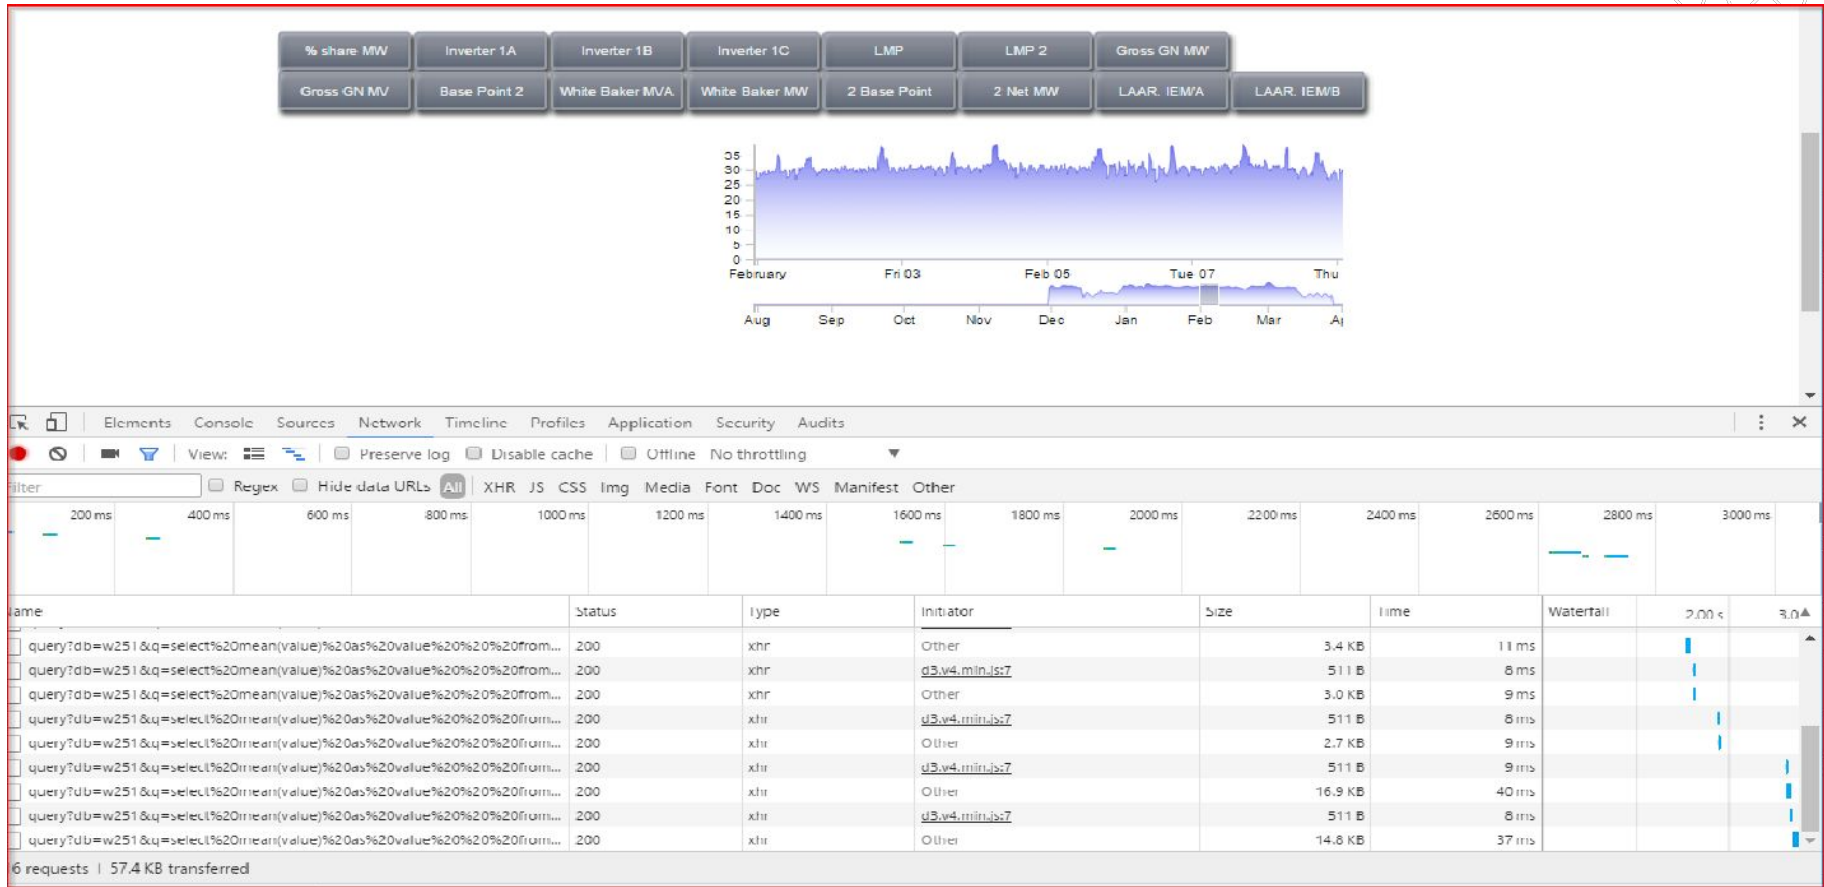 % share MW Inverter 1A Inverter 1B Inverter 1C LMP LMP 2 Gross GN MW
Gross GN MV Base Point 2 White Baker MVA White Baker MW 2 Base Point 2 Net MW LAAR. IEM/A LAAR. IEM/B
35
30
25
20
15
10
5
0
February Fri 03 Feb 05 Tue 07 Thu
Aug Sep Oct Nov Dec Jan Feb Mar A
Elements Console Sources Network Timeline Profiles Application Security Audits
View: Preserve log Disable cache Offline No throttling
Filter Regex Hide data URLs All XHR JS CSS Img Media Font Doc WS Manifest Other
200 ms 400 ms 600 ms 800 ms 1000 ms 1200 ms 1400 ms 1600 ms 1800 ms 2000 ms 2200 ms 2400 ms 2600 ms 2800 ms 3000 ms
ame Status Type Initiator Size Time Waterfall 2.00 s 3.0
query?db=w251&q=select%20mean(value)%20as%20value%20%20%20from... 200 xhr Other 3.4 KB 11 ms
query?db=w251&q=select%20mean(value)%20as%20value%20%20%20from... 200 xhr d3.v4.min.js:7 511 B 8 ms
query?db=w251&q=select%20mean(value)%20as%20value%20%20%20from... 200 xhr Other 3.0 KB 9 ms
query?db=w251&q=select%20mean(value)%20as%20value%20%20%20from... 200 xhr d3.v4.min.js:7 511 B 8 ms
query?db=w251&q=select%20mean(value)%20as%20value%20%20%20from... 200 xhr Other 2.7 KB 9 ms
query?db=w251&q=select%20mean(value)%20as%20value%20%20%20from... 200 xhr d3.v4.min.js:7 511 B 9 ms
query?db=w251&q=select%20mean(value)%20as%20value%20%20%20from... 200 xhr Other 16.9 KB 40 ms
query?db=w251&q=select%20mean(value)%20as%20value%20%20%20from... 200 xhr d3.v4.min.js:7 511 B 8 ms
query?db=w251&q=select%20mean(value)%20as%20value%20%20%20from... 200 xhr Other 14.8 KB 37 ms
6 requests | 57.4 KB transferred